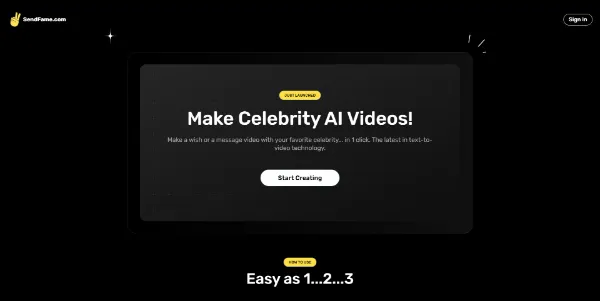 SendFame.com
Sign In
JUST LAUNCHED
Make Celebrity AI Videos!
Make a wish or a message video with your favorite celebrity... in 1 click. The latest in text-to-
video technology.
Start Creating
HOW TO USE
Easy as 1...2...3